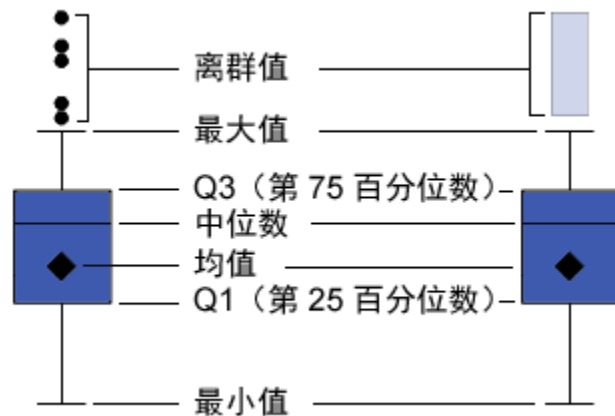 离群值
最大值
Q3（第 75 百分位数）
中位数
均值
Q1（第 25 百分位数）
最小值